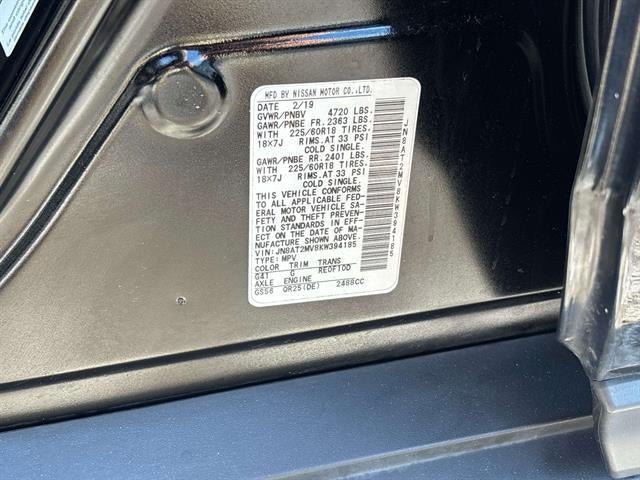 MFD BY NISSAN MOTOR CO.,LTD.
DATE 2/19
GVWR/PNBV 4720 LBS.
GAWR/PNBE FR. 2363 LBS.
WITH 225/60R18 TIRES.
18X7J RIMS.AT 33 PSI
COLD SINGLE.
GAWR/PNBE RR. 2401 LBS.
WITH 225/60R18 TIRES.
18X7J RIMS.AT 33 PSI
COLD SINGLE.
THIS VEHICLE CONFORMS
TO ALL APPLICABLE FED-
ERAL MOTOR VEHICLE SA-
FETY AND THEFT PREVEN-
TION STANDARDS IN EFF-
ECT ON THE DATE OF MA-
NUFACTURE SHOWN ABOVE.
VIN:JN8AT2MV8KW394185
TYPE:MPV
COLOR TRIM TRANS
G41 G RE0F10D
AXLE ENGINE
GS56 QR25(DE) 2488CC
JN8AT2MV8KW394185